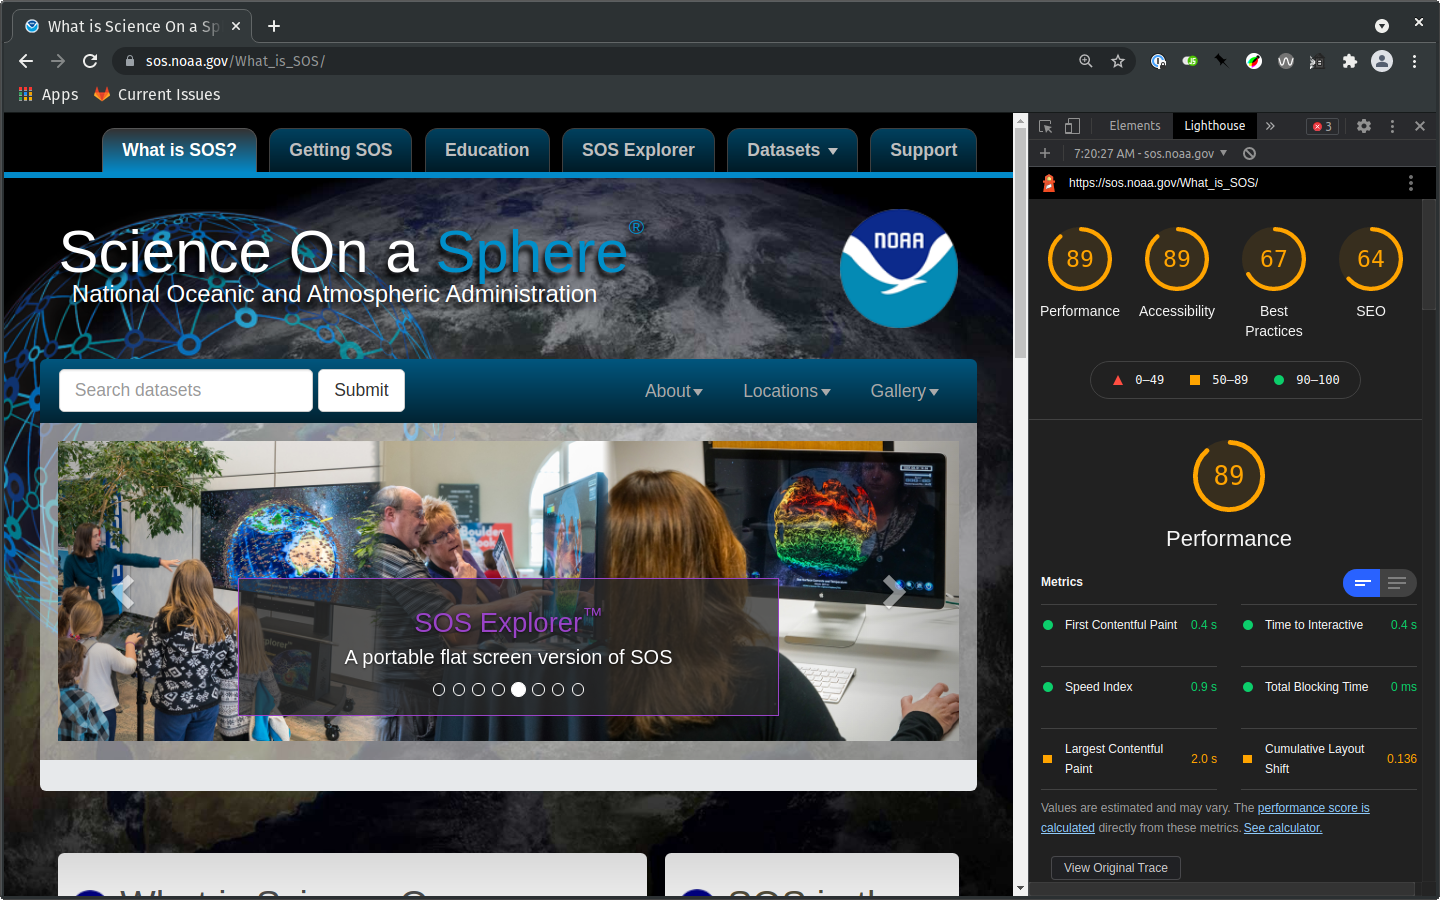 What is Science On a Sp
sos.noaa.gov/What_is_SOS/
Apps
Current Issues
What is SOS?
Getting SOS
Education
SOS Explorer
Datasets
Support
Science On a Sphere®
National Oceanic and Atmospheric Administration
NOAA
Search datasets
Submit
About
Locations
Gallery
SOS Explorer™
A portable flat screen version of SOS
What is Science O
SOS in th
Elements
Lighthouse
3
7:20:27 AM - sos.noaa.gov
https://sos.noaa.gov/What_is_SOS/
89
89
67
64
Performance
Accessibility
Best
Practices
SEO
0–49
50–89
90–100
89
Performance
Metrics
First Contentful Paint
0.4 s
Time to Interactive
0.4 s
Speed Index
0.9 s
Total Blocking Time
0 ms
Largest Contentful
Paint
2.0 s
Cumulative Layout
Shift
0.136
Values are estimated and may vary. The performance score is
calculated directly from these metrics. See calculator.
View Original Trace